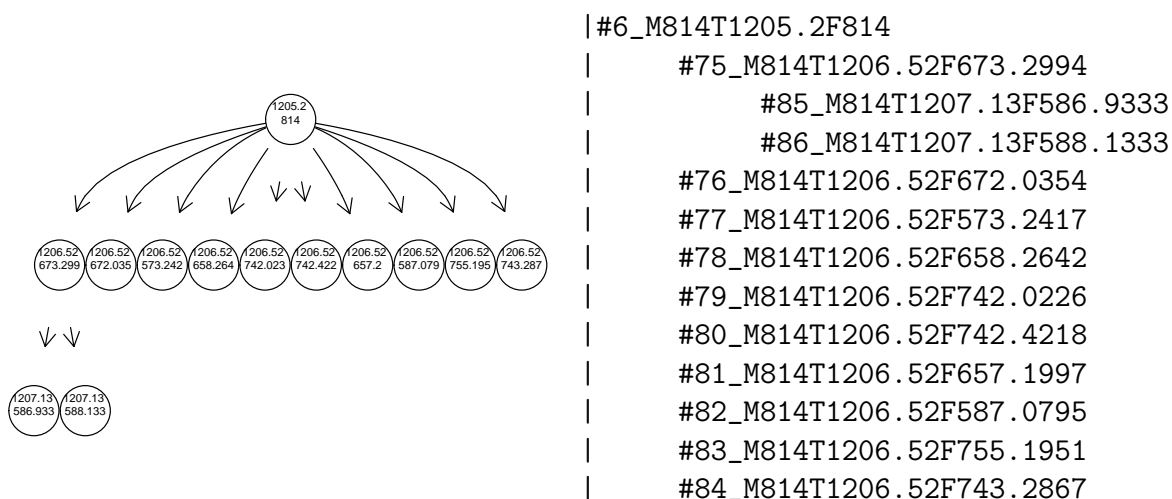 1205.2
814
1206.52
673.299
1206.52
672.035
1206.52
573.242
1206.52
658.264
1206.52
742.023
1206.52
742.422
1206.52
657.2
1206.52
587.079
1206.52
755.195
1206.52
743.287
1207.13
586.933
1207.13
588.133
|#6_M814T1205.2F814
| #75_M814T1206.52F673.2994
| #85_M814T1207.13F586.9333
| #86_M814T1207.13F588.1333
| #76_M814T1206.52F672.0354
| #77_M814T1206.52F573.2417
| #78_M814T1206.52F658.2642
| #79_M814T1206.52F742.0226
| #80_M814T1206.52F742.4218
| #81_M814T1206.52F657.1997
| #82_M814T1206.52F587.0795
| #83_M814T1206.52F755.1951
| #84_M814T1206.52F743.2867